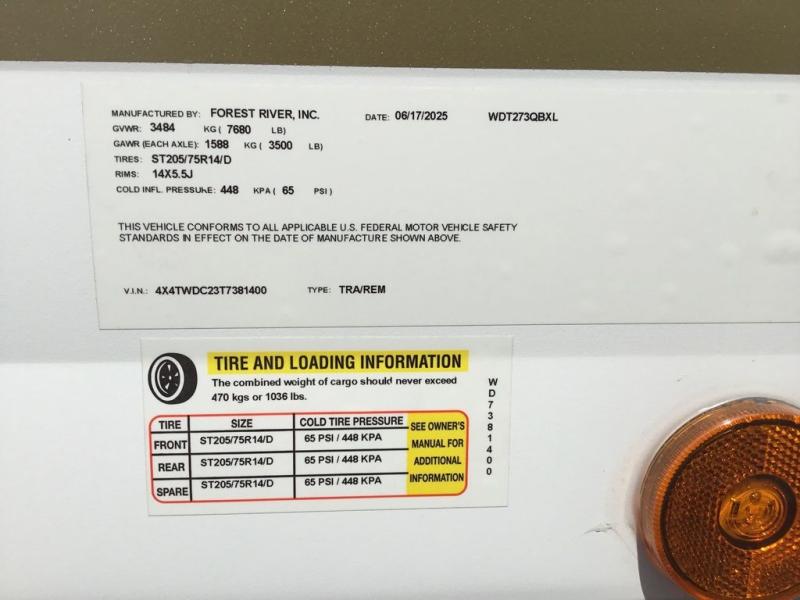 MANUFACTURED BY: FOREST RIVER, INC. DATE: 06/17/2025 WDT273QBXL
GVWR: 3484 KG ( 7680 LB)
GAWR (EACH AXLE): 1588 KG ( 3500 LB)
TIRES: ST205/75R14/D
RIMS: 14X5.5J
COLD INFL. PRESSURE: 448 KPA ( 65 PSI )
THIS VEHICLE CONFORMS TO ALL APPLICABLE U.S. FEDERAL MOTOR VEHICLE SAFETY
STANDARDS IN EFFECT ON THE DATE OF MANUFACTURE SHOWN ABOVE.
V.I.N.: 4X4TWDC23T7381400 TYPE: TRA/REM
TIRE AND LOADING INFORMATION
The combined weight of cargo should never exceed
470 kgs or 1036 lbs.
TIRE SIZE COLD TIRE PRESSURE
FRONT ST205/75R14/D 65 PSI / 448 KPA
REAR ST205/75R14/D 65 PSI / 448 KPA
SPARE ST205/75R14/D 65 PSI / 448 KPA
SEE OWNER'S
MANUAL FOR
ADDITIONAL
INFORMATION
WD7381400